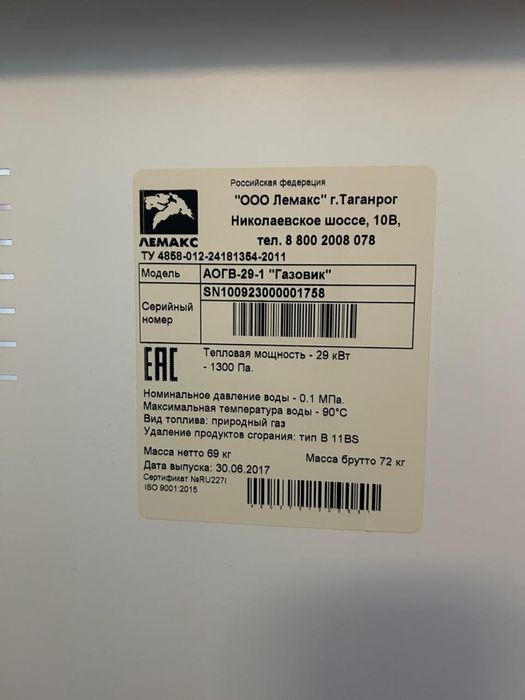 Российская федерация
"ООО Лемакс" г.Таганрог
Николаевское шоссе, 10В,
тел. 8 800 2008 078
ЛЕМАКС
ТУ 4858-012-24181354-2011
Модель АОГВ-29-1 "Газовик"
SN100923000001758
Серийный
номер
ЕАС
Тепловая мощность - 29 кВт
- 1300 Па.
Номинальное давление воды - 0.1 МПа.
Максимальная температура воды - 90°С
Вид топлива: природный газ
Удаление продуктов сгорания: тип В 11BS
Масса нетто 69 кг
Масса брутто 72 кг
Дата выпуска: 30.06.2017
Сертификат №RU227I
ISO 9001:2015